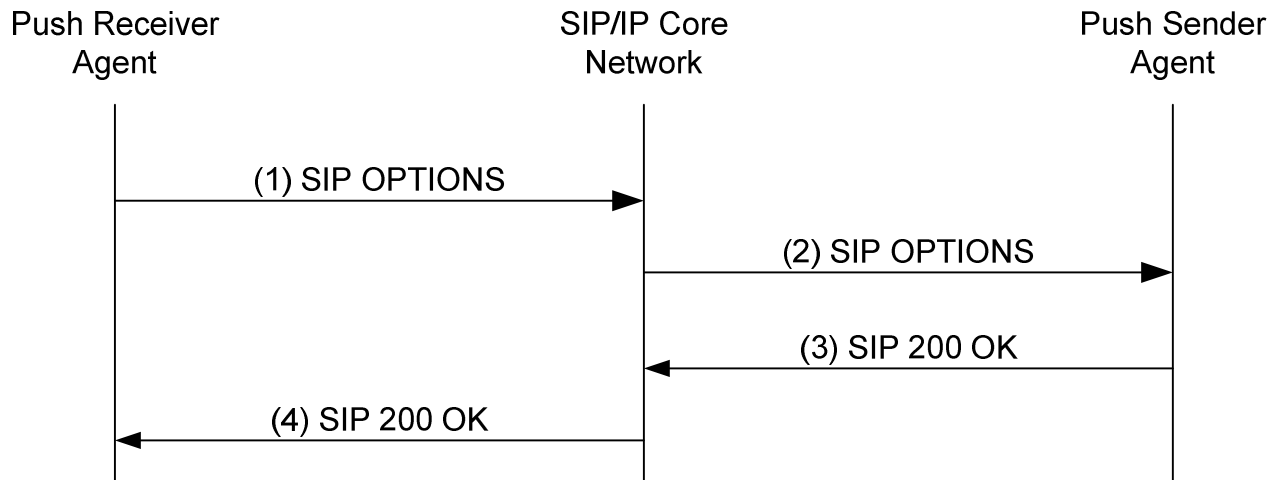 Push Receiver
Agent
SIP/IP Core
Network
Push Sender
Agent
(1) SIP OPTIONS
(2) SIP OPTIONS
(3) SIP 200 OK
(4) SIP 200 OK